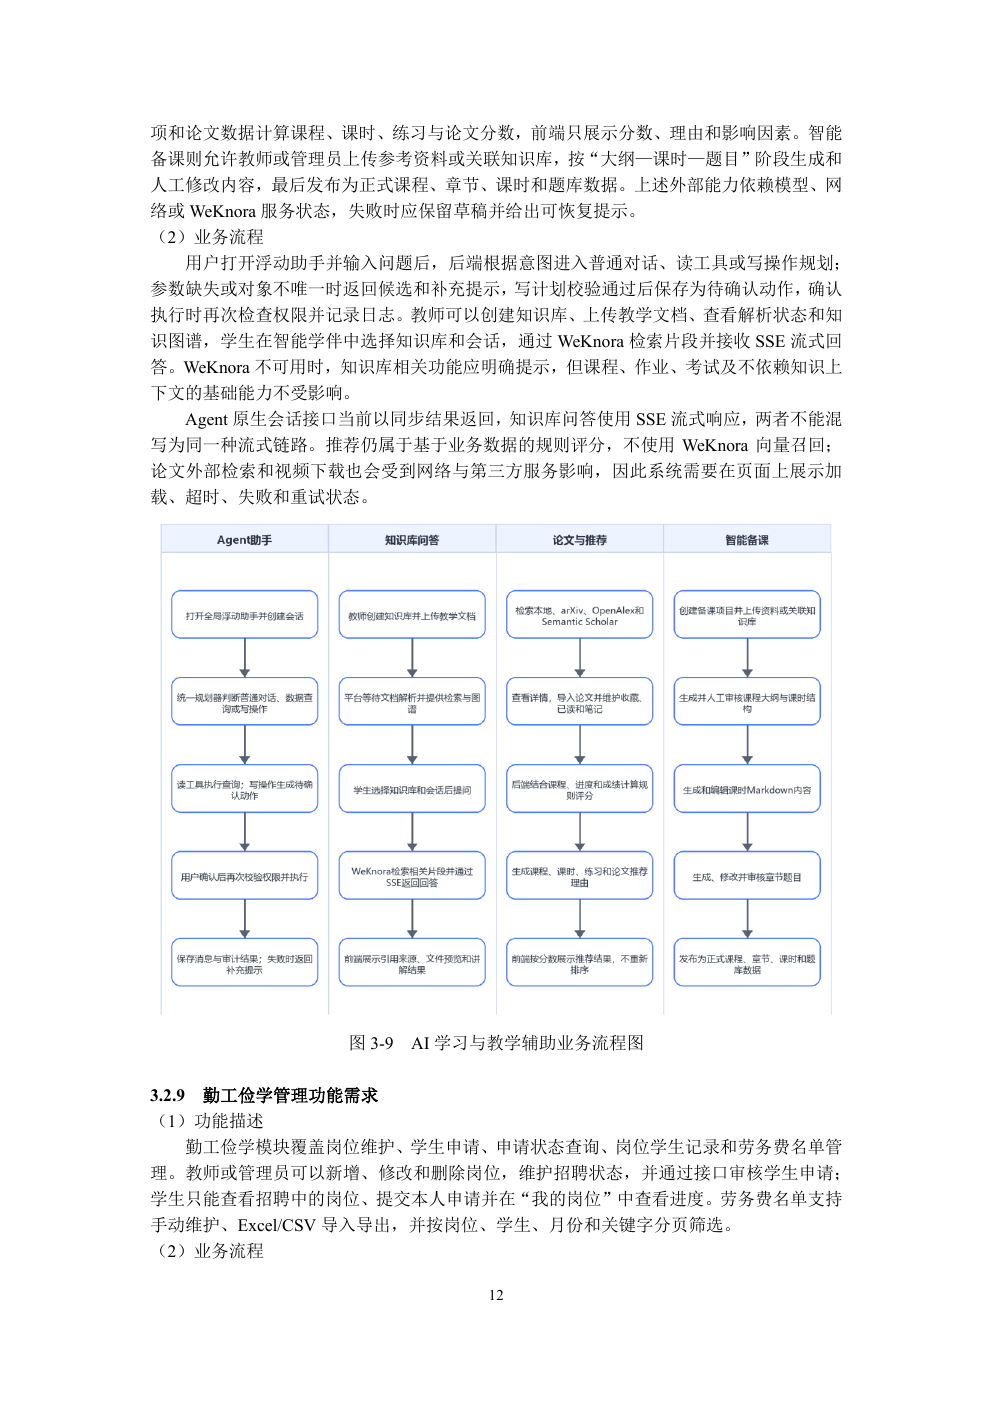 项和论文数据计算课程、课时、练习与论文分数，前端只展示分数、理由和影响因素。智能
备课则允许教师或管理员上传参考资料或关联知识库，按“大纲—课时—题目”阶段生成和
人工修改内容，最后发布为正式课程、章节、课时和题库数据。上述外部能力依赖模型、网
络或 WeKnora 服务状态，失败时应保留草稿并给出可恢复提示。
（2）业务流程
用户打开浮动助手并输入问题后，后端根据意图进入普通对话、读工具或写操作规划；
参数缺失或对象不唯一时返回候选和补充提示，写计划校验通过后保存为待确认动作，确认
执行时再次检查权限并记录日志。教师可以创建知识库、上传教学文档、查看解析状态和知
识图谱，学生在智能学伴中选择知识库和会话，通过 WeKnora 检索片段并接收 SSE 流式回
答。WeKnora 不可用时，知识库相关功能应明确提示，但课程、作业、考试及不依赖知识上
下文的基础能力不受影响。
Agent 原生会话接口当前以同步结果返回，知识库问答使用 SSE 流式响应，两者不能混
写为同一种流式链路。推荐仍属于基于业务数据的规则评分，不使用 WeKnora 向量召回；
论文外部检索和视频下载也会受到网络与第三方服务影响，因此系统需要在页面上展示加
载、超时、失败和重试状态。
Agent助手
打开全局浮动助手并创建会话
统一规划器判断普通对话、数据查
询或写操作
读工具执行查询；写操作生成待确
认动作
用户确认后再次校验权限并执行
保存消息与审计结果；失败时返回
补充提示
知识库问答
教师创建知识库并上传教学文档
平台等待文档解析并提供检索与图
谱
学生选择知识库和会话后提问
WeKnora检索相关片段并通过
SSE返回回答
前端展示引用来源、文件预览和讲
解结果
论文与推荐
检索本地、arXiv、OpenAlex和
Semantic Scholar
查看详情，导入论文并维护收藏、
已读和笔记
后端结合课程、进度和成绩计算规
则评分
生成课程、课时、练习和论文推荐
理由
前端按分数展示推荐结果，不重新
排序
智能备课
创建备课项目并上传资料或关联知
识库
生成并人工审核课程大纲与课时结
构
生成和编辑课时Markdown内容
生成、修改并审核章节题目
发布为正式课程、章节、课时和题
库数据
图 3-9 AI 学习与教学辅助业务流程图
3.2.9 勤工俭学管理功能需求
（1）功能描述
勤工俭学模块覆盖岗位维护、学生申请、申请状态查询、岗位学生记录和劳务费名单管
理。教师或管理员可以新增、修改和删除岗位，维护招聘状态，并通过接口审核学生申请；
学生只能查看招聘中的岗位、提交本人申请并在“我的岗位”中查看进度。劳务费名单支持
手动维护、Excel/CSV 导入导出，并按岗位、学生、月份和关键字分页筛选。
（2）业务流程
12